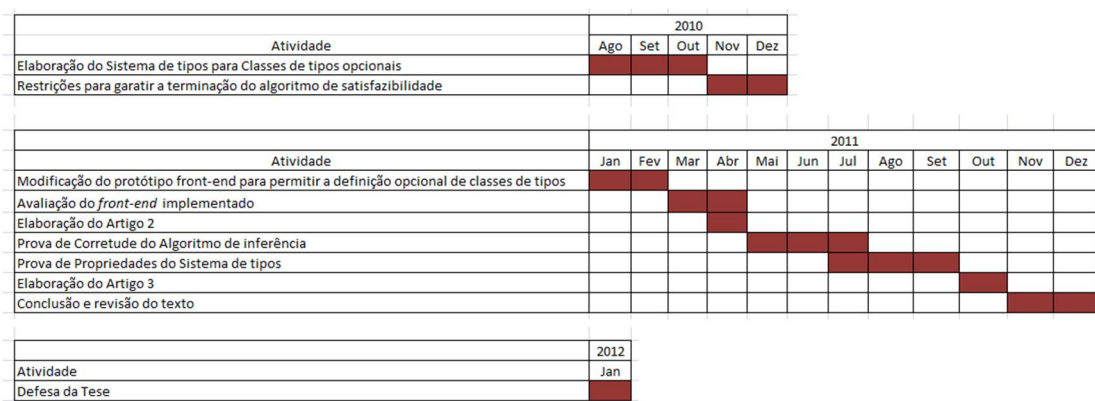 2010
Atividade Ago Set Out Nov Dez
Elaboração do Sistema de tipos para Classes de tipos opcionais
Restrições para garatir a terminação do algoritmo de satisfazibilidade
2011
Atividade Jan Fev Mar Abr Mai Jun Jul Ago Set Out Nov Dez
Modificação do protótipo front-end para permitir a definição opcional de classes de tipos
Avaliação do front-end implementado
Elaboração do Artigo 2
Prova de Corretude do Algoritmo de inferência
Prova de Propriedades do Sistema de tipos
Elaboração do Artigo 3
Conclusão e revisão do texto
2012
Atividade Jan
Defesa da Tese